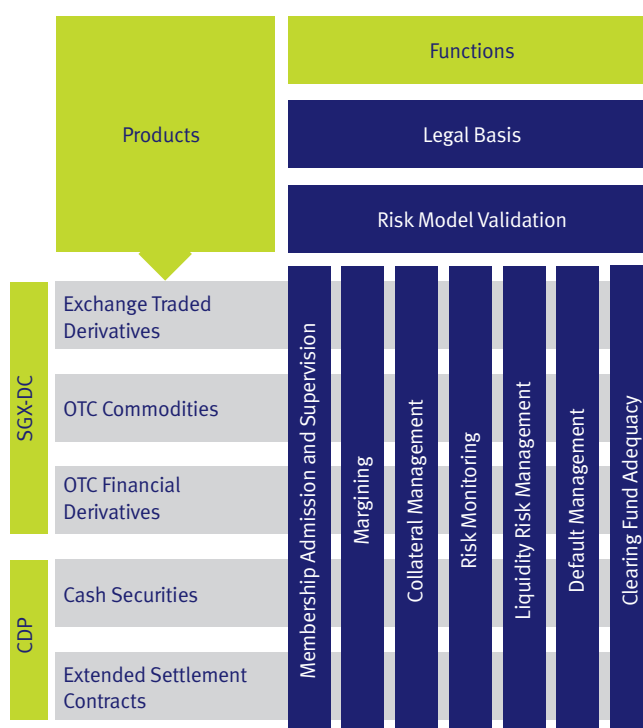 Products
Functions
Legal Basis
Risk Model Validation
SGX-DC
Exchange Traded
Derivatives
OTC Commodities
OTC Financial
Derivatives
CDP
Cash Securities
Extended Settlement
Contracts
Membership Admission and Supervision
Margining
Collateral Management
Risk Monitoring
Liquidity Risk Management
Default Management
Clearing Fund Adequacy